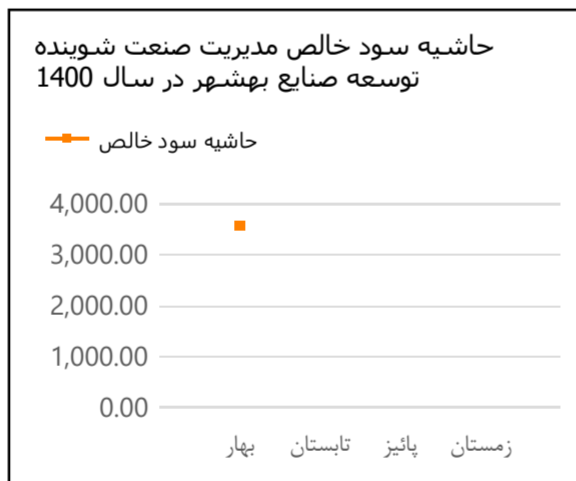 حاشیه سود خالص مدیریت صنعت شوینده
توسعه صنایع بهشهر در سال 1400
حاشیه سود خالص
4,000.00
3,000.00
2,000.00
1,000.00
0.00
بهار تابستان پائیز زمستان